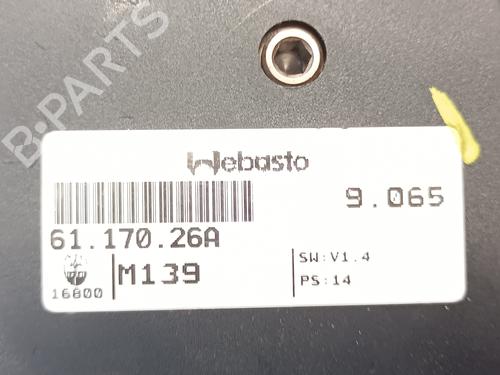 B-PARTS
Webasto
9.065
61.170.26A
16800
M139
SW:V1.4
PS:14